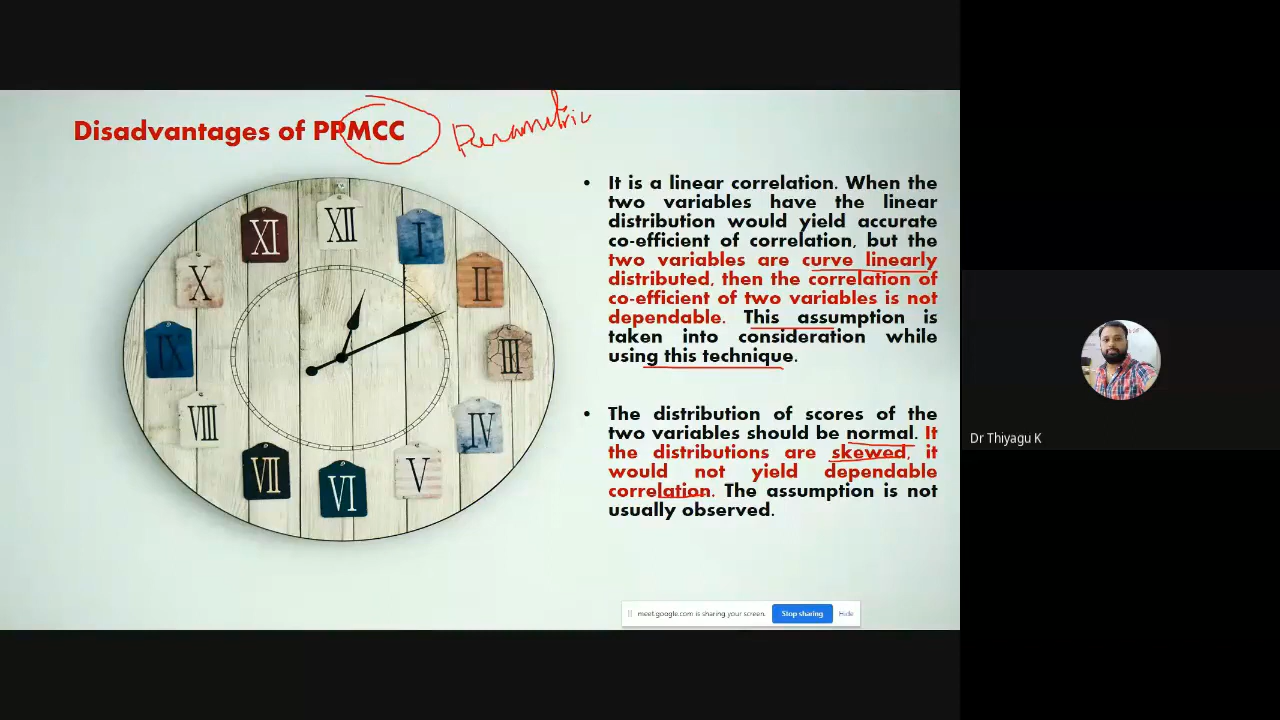 Disadvantages of PPMCC
Parametric
XII
I
II
III
IV
V
VI
VII
VIII
IX
X
XI
• It is a linear correlation. When the
two variables have the linear
distribution would yield accurate
co-efficient of correlation, but the
two variables are curve linearly
distributed, then the correlation of
co-efficient of two variables is not
dependable. This assumption is
taken into consideration while
using this technique.
• The distribution of scores of the
two variables should be normal. It
the distributions are skewed, it
would not yield dependable
correlation. The assumption is not
usually observed.
meet.google.com is sharing your screen. Stop sharing Hide
Dr Thiyagu K